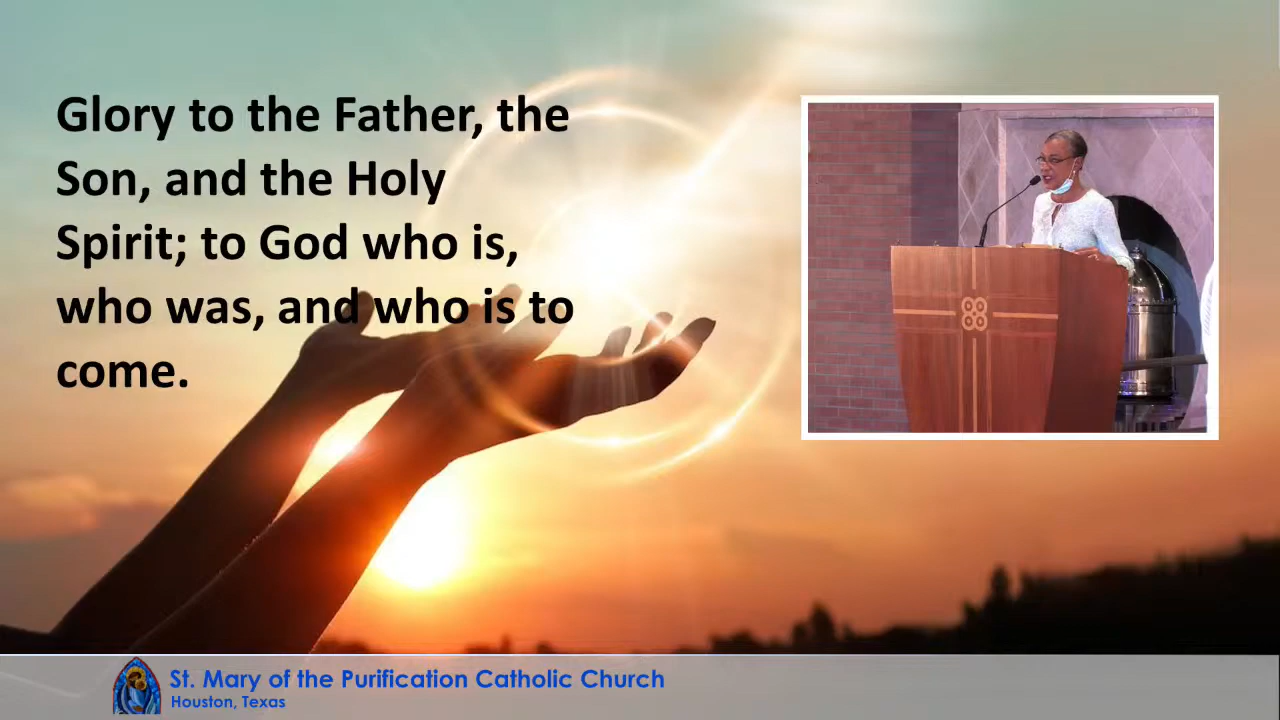 Glory to the Father, the
Son, and the Holy
Spirit; to God who is,
who was, and who is to
come.
St. Mary of the Purification Catholic Church
Houston, Texas